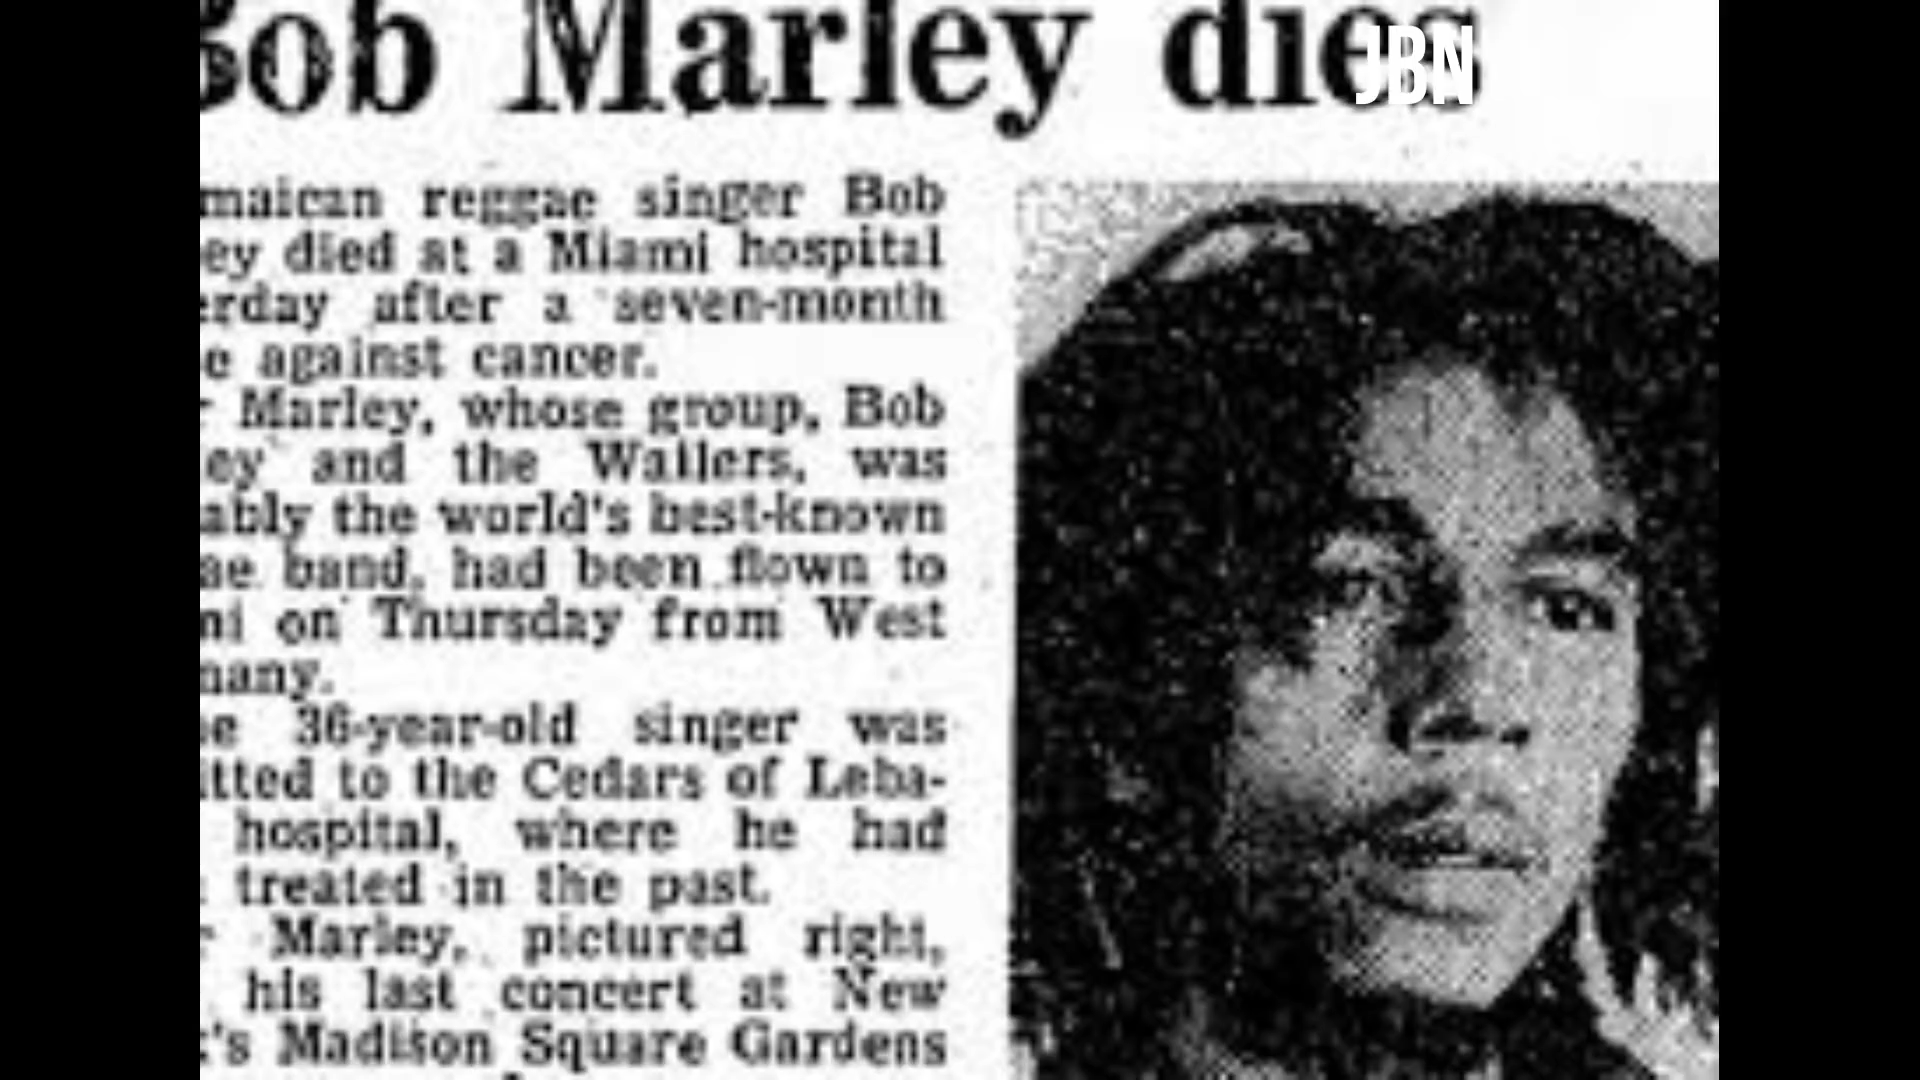 Bob Marley dies
JBN
maican reggae singer Bob
ey died at a Miami hospital
erday after a seven-month
e against cancer.
r Marley, whose group, Bob
ey and the Wailers, was
ably the world's best-known
ae band, had been flown to
ni on Thursday from West
many.
e 36-year-old singer was
itted to the Cedars of Leba-
hospital, where he had
treated in the past.
r Marley, pictured right,
his last concert at New
k's Madison Square Gardens